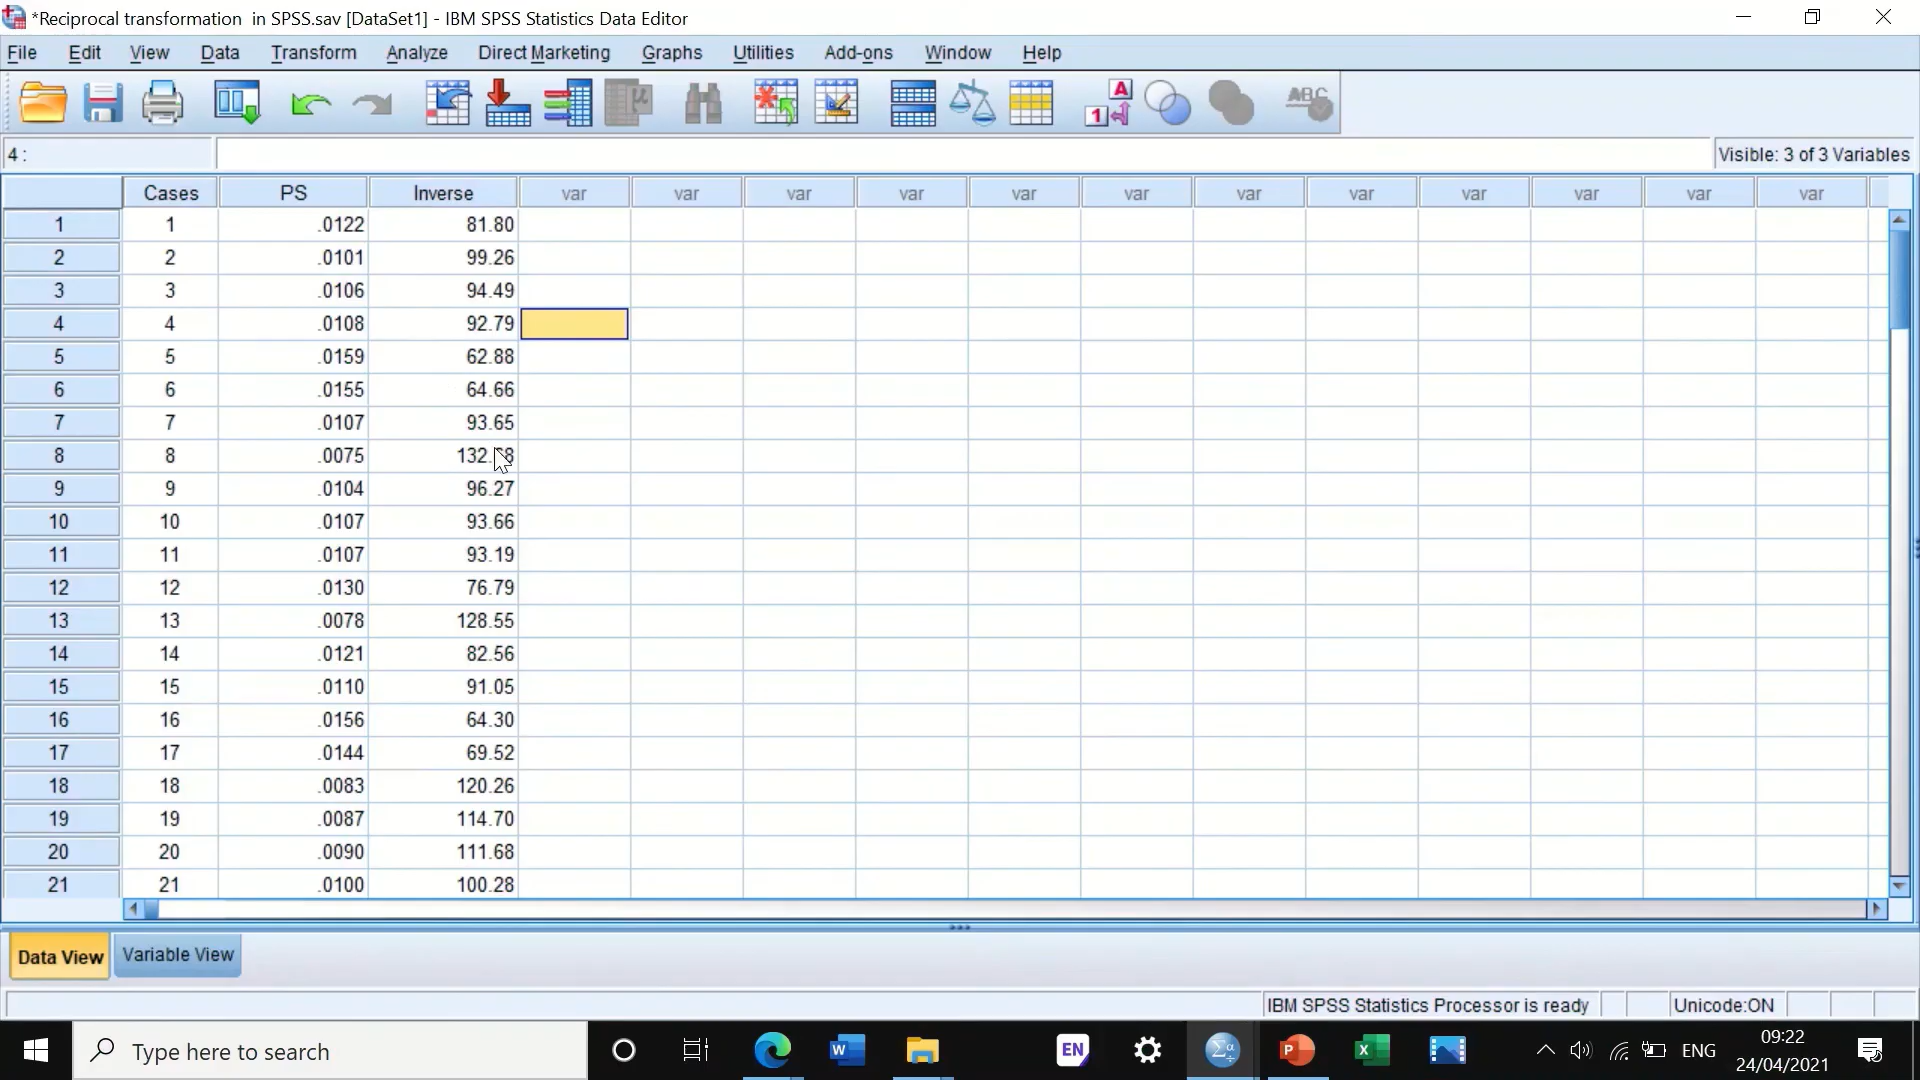 *Reciprocal transformation  in SPSS.sav [DataSet1] - IBM SPSS Statistics Data Editor
File Edit View Data Transform Analyze Direct Marketing Graphs Utilities Add-ons Window Help
A
1
ABC
4 :
Visible: 3 of 3 Variables
Cases PS Inverse var var var var var var var var var var var var
1 1 .0122 81.80
2 2 .0101 99.26
3 3 .0106 94.49
4 4 .0108 92.79
5 5 .0159 62.88
6 6 .0155 64.66
7 7 .0107 93.65
8 8 .0075
9 9 .0104 96.27
10 10 .0107 93.66
11 11 .0107 93.19
12 12 .0130 76.79
13 13 .0078 128.55
14 14 .0121 82.56
15 15 .0110 91.05
16 16 .0156 64.30
17 17 .0144 69.52
18 18 .0083 120.26
19 19 .0087 114.70
20 20 .0090 111.68
21 21 .0100 100.28
Data View Variable View
IBM SPSS Statistics Processor is ready Unicode:ON
Type here to search
W EN Σα P X ENG 09:22
24/04/2021